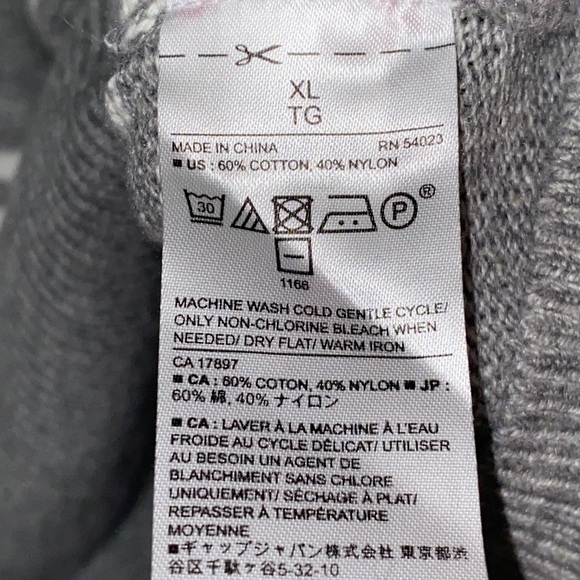 XL
TG
MADE IN CHINA RN 54023
■ US : 60% COTTON, 40% NYLON
30 P ®
1166
MACHINE WASH COLD GENTLE CYCLE/
ONLY NON-CHLORINE BLEACH WHEN
NEEDED/ DRY FLAT/ WARM IRON
CA 17897
■ CA : 60% COTON, 40% NYLON ■ JP :
60% 綿, 40% ナイロン
■ CA : LAVER À LA MACHINE À L'EAU
FROIDE AU CYCLE DÉLICAT/ UTILISER
AU BESOIN UN AGENT DE
BLANCHIMENT SANS CHLORE
UNIQUEMENT/ SÉCHAGE À PLAT/
REPASSER À TEMPÉRATURE
MOYENNE
■ギャップジャパン株式会社 東京都渋
谷区千駄ヶ谷5-32-10